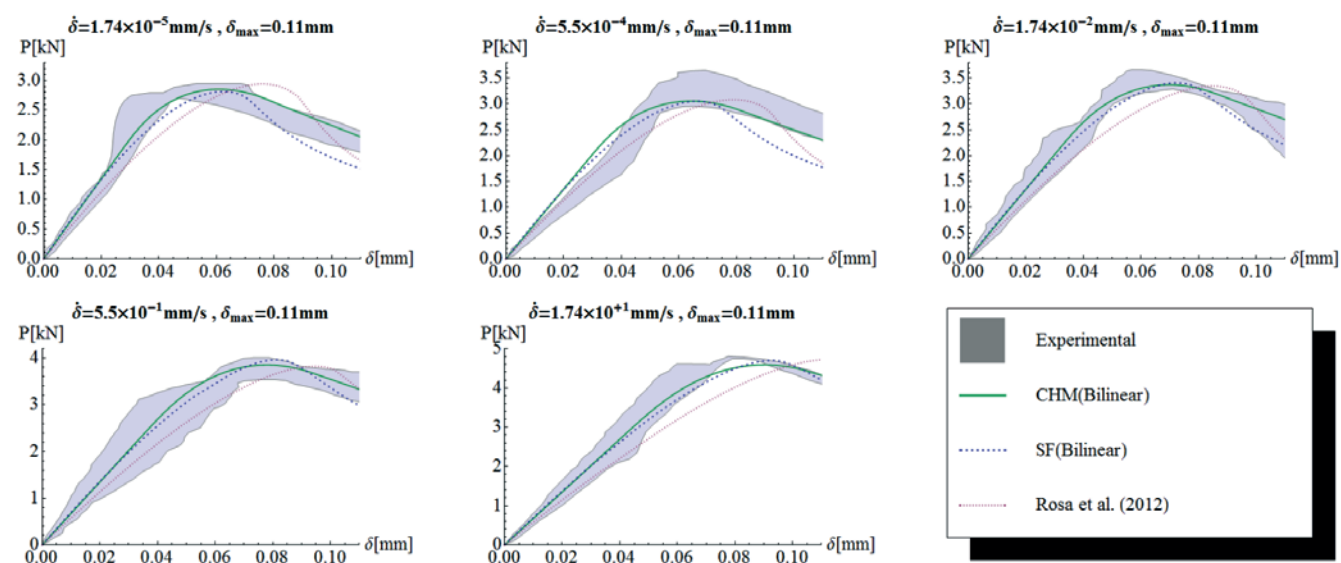 δ̇=1.74×10⁻⁵mm/s , δmax=0.11mm
P[kN]
3.0
2.5
2.0
1.5
1.0
0.5
0.0
0.00 0.02 0.04 0.06 0.08 0.10 δ[mm]
δ̇=5.5×10⁻⁴mm/s , δmax=0.11mm
P[kN]
3.5
3.0
2.5
2.0
1.5
1.0
0.5
0.0
0.00 0.02 0.04 0.06 0.08 0.10 δ[mm]
δ̇=1.74×10⁻²mm/s , δmax=0.11mm
P[kN]
3.5
3.0
2.5
2.0
1.5
1.0
0.5
0.0
0.00 0.02 0.04 0.06 0.08 0.10 δ[mm]
δ̇=5.5×10⁻¹mm/s , δmax=0.11mm
P[kN]
4
3
2
1
0
0.00 0.02 0.04 0.06 0.08 0.10 δ[mm]
δ̇=1.74×10⁺¹mm/s , δmax=0.11mm
P[kN]
5
4
3
2
1
0
0.00 0.02 0.04 0.06 0.08 0.10 δ[mm]
Experimental
CHM(Bilinear)
SF(Bilinear)
Rosa et al. (2012)